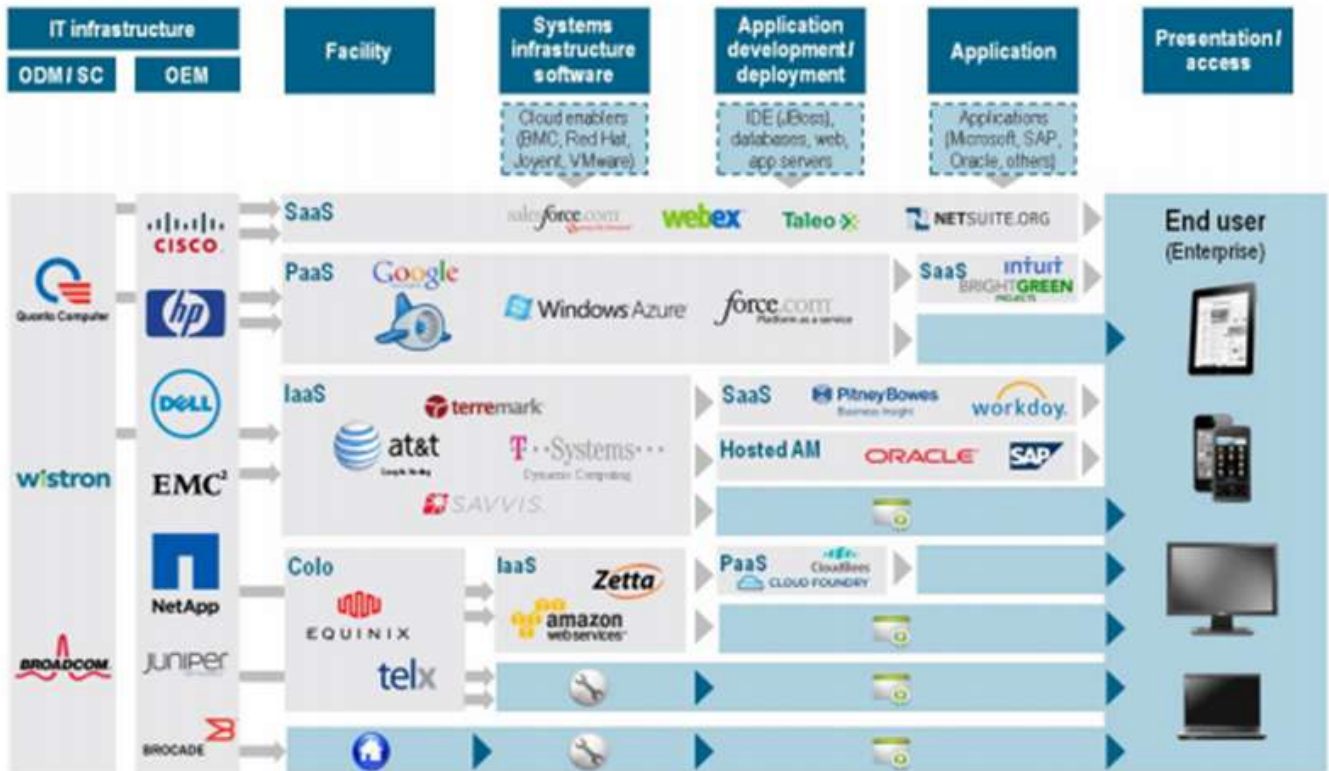 IT infrastructure
ODM / SC
OEM
Facility
Systems
infrastructure
software
Application
development/
deployment
Application
Presentation /
access
Cloud enablers
(BMC, Red Hat,
Joyent, VMware)
IDE (JBoss),
databases, web,
app servers
Applications
(Microsoft, SAP,
Oracle, others)
Quanta Computer
wistron
BROADCOM.
CISCO
hp
DELL
EMC²
NetApp
JUNIPER
BROCADE
SaaS
salesforce.com
webex
Taleo
NETSUITE.ORG
PaaS
Google
Windows Azure
force.com
Platform as a service
SaaS
intuit
BRIGHTGREEN
PROJECTS
IaaS
terremark
at&t
T··Systems···
Dynamic Computing
SAVVIS.
SaaS
PitneyBowes
Business Insight
workday.
Hosted AM
ORACLE
SAP
Colo
EQUINIX
telx
IaaS
Zetta
amazon
webservices
PaaS
CloudBees
CLOUD FOUNDRY
End user
(Enterprise)